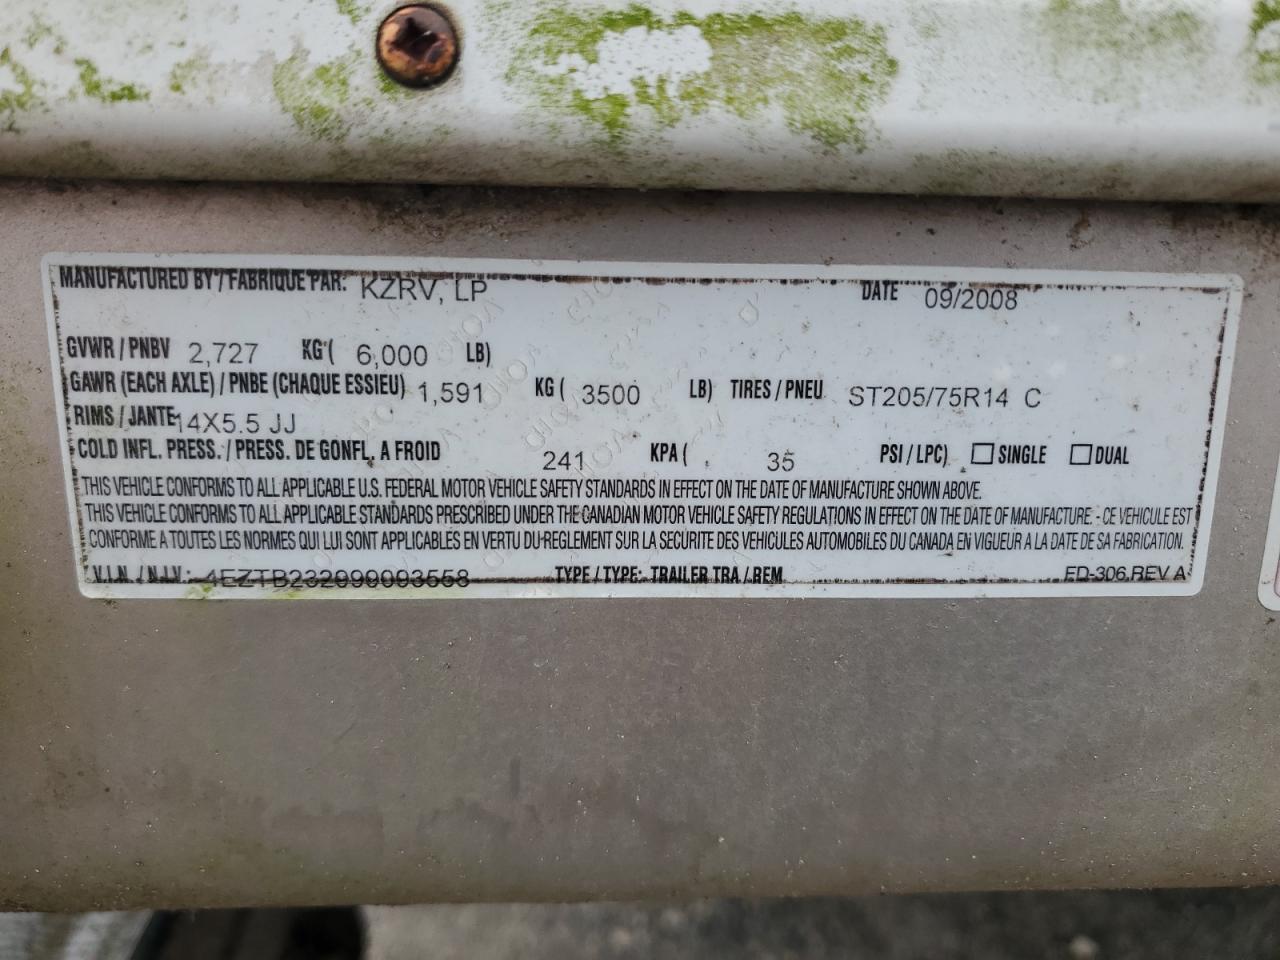 MANUFACTURED BY / FABRIQUE PAR: KZRV, LP DATE 09/2008
GVWR / PNBV 2,727 KG ( 6,000 LB)
GAWR (EACH AXLE) / PNBE (CHAQUE ESSIEU) 1,591 KG ( 3500 LB) TIRES / PNEU ST205/75R14 C
RIMS / JANTE 14X5.5 JJ
COLD INFL. PRESS. / PRESS. DE GONFL. A FROID 241 KPA ( 35 PSI / LPC) SINGLE DUAL
THIS VEHICLE CONFORMS TO ALL APPLICABLE U.S. FEDERAL MOTOR VEHICLE SAFETY STANDARDS IN EFFECT ON THE DATE OF MANUFACTURE SHOWN ABOVE.
THIS VEHICLE CONFORMS TO ALL APPLICABLE STANDARDS PRESCRIBED UNDER THE CANADIAN MOTOR VEHICLE SAFETY REGULATIONS IN EFFECT ON THE DATE OF MANUFACTURE. - CE VEHICULE EST
CONFORME A TOUTES LES NORMES QUI LUI SONT APPLICABLES EN VERTU DU REGLEMENT SUR LA SECURITE DES VEHICULES AUTOMOBILES DU CANADA EN VIGUEUR A LA DATE DE SA FABRICATION.
V.I.N. / N.I.V.: 4EZTB232090093558 TYPE / TYPE: TRAILER TRA / REM ED-306 REV A